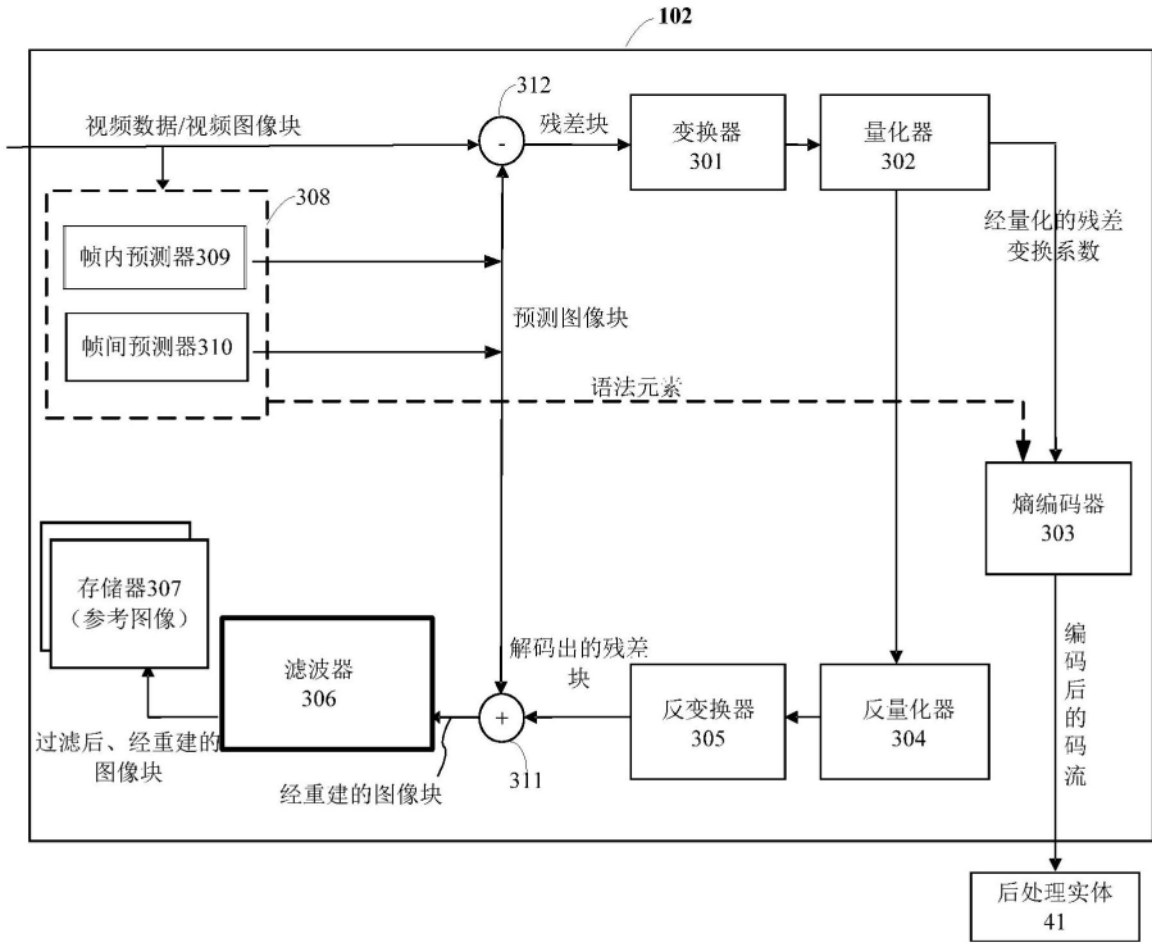 102
312
视频数据/视频图像块
残差块
变换器
301
量化器
302
308
经量化的残差
变换系数
帧内预测器309
预测图像块
帧间预测器310
语法元素
熵编码器
303
存储器307
（参考图像）
滤波器
306
解码出的残差
块
+
-
反变换器
305
反量化器
304
编码后的码流
过滤后、经重建的
图像块
经重建的图像块
311
后处理实体
41